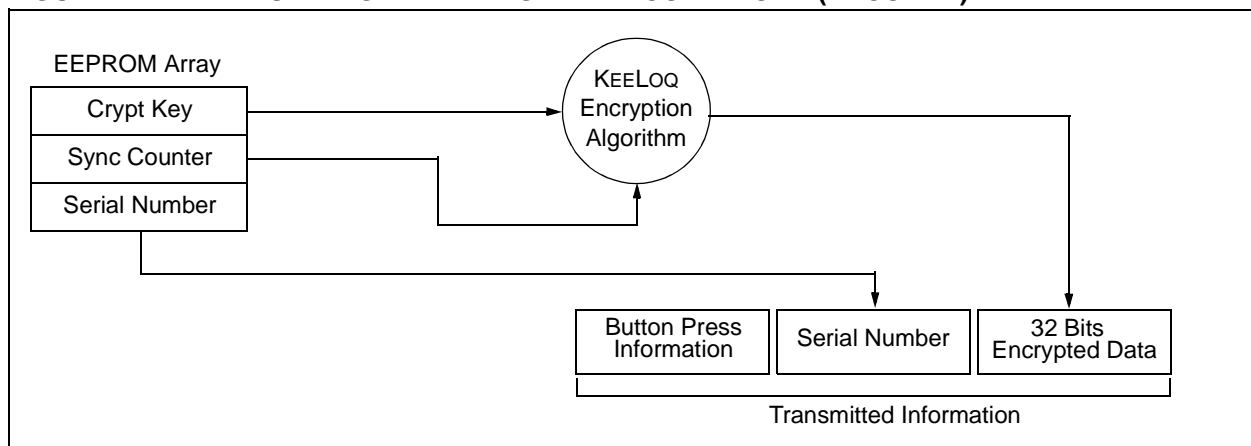 EEPROM Array
Crypt Key
Sync Counter
Serial Number
KEELOQ
Encryption
Algorithm
Button Press
Information
Serial Number
32 Bits
Encrypted Data
Transmitted Information